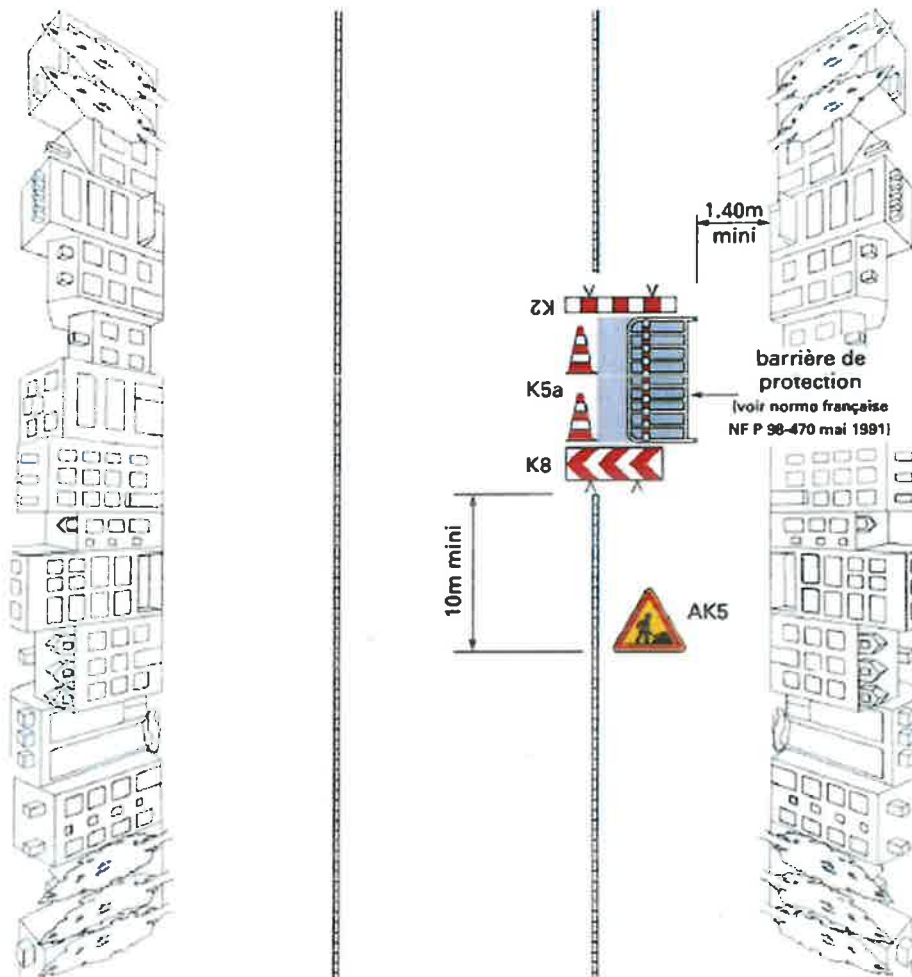 1.40m
mini
K2
K5a
barrière de
protection
(voir norme française
NF P 98-470 mai 1991)
K8
10m mini
AK5